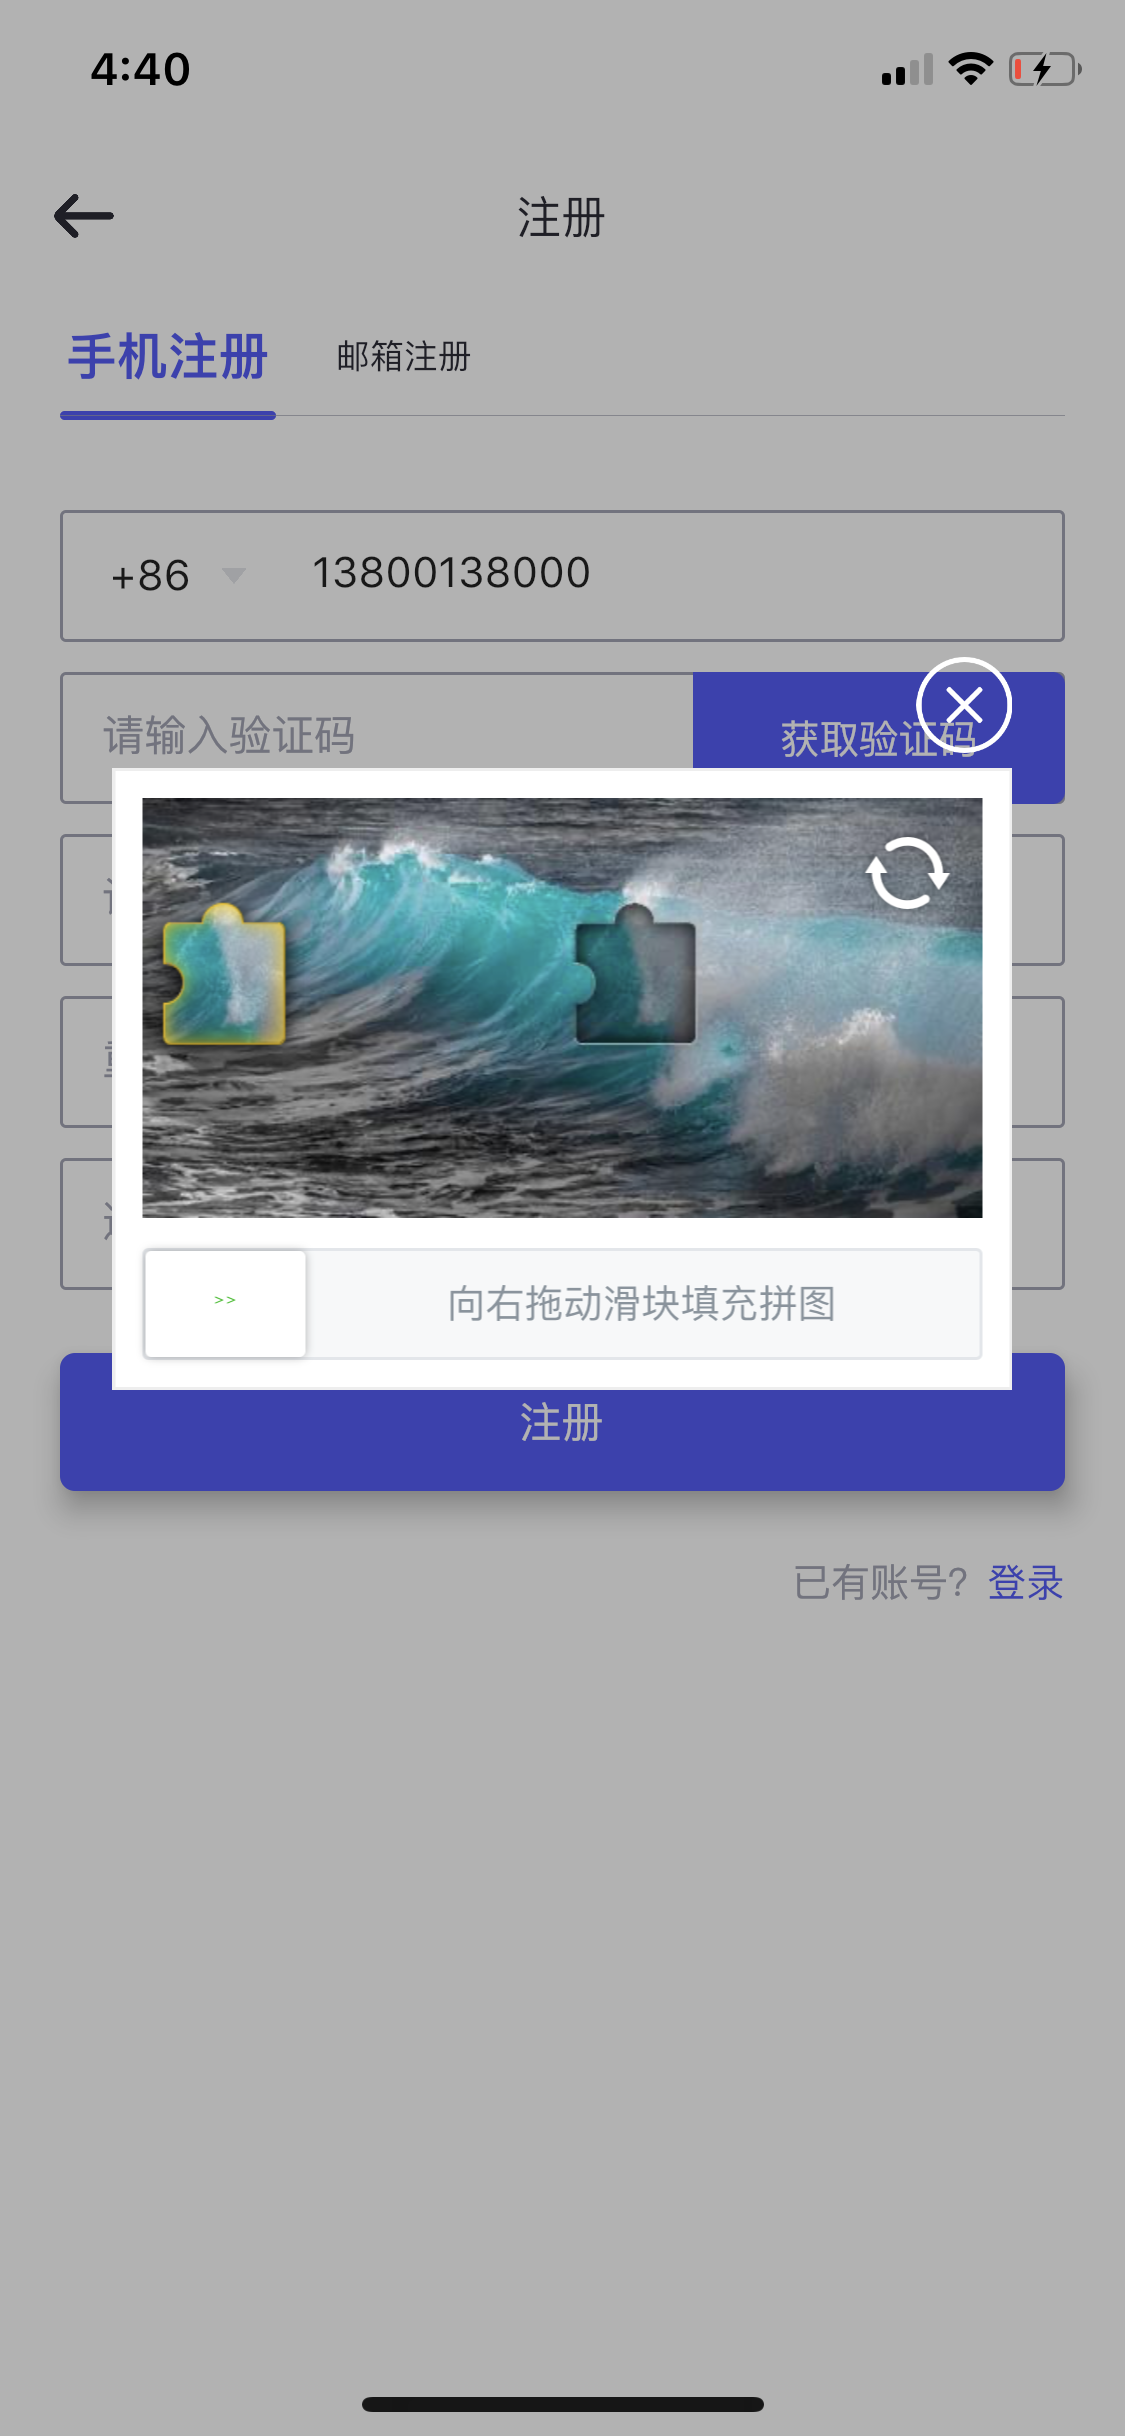 4:40
注册
手机注册 邮箱注册
+86 13800138000
请输入验证码 获取验证码
>> 向右拖动滑块填充拼图
注册
已有账号? 登录